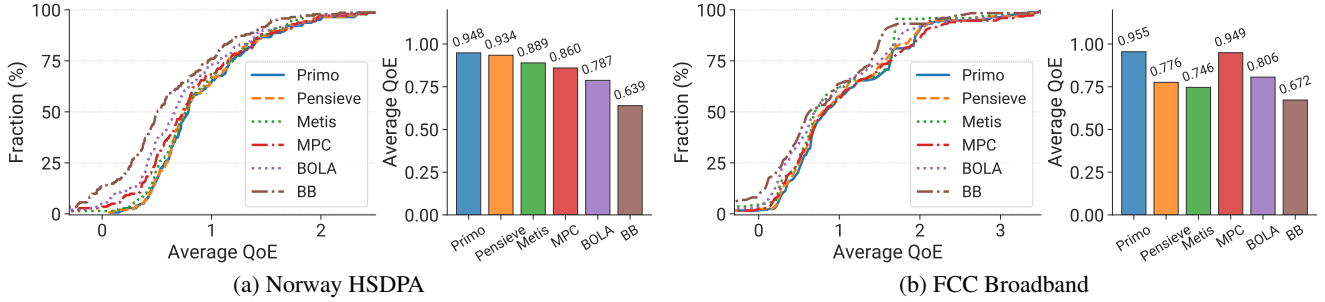 Fraction (%)
100
75
50
25
0
0
1
2
Average QoE
Primo
Pensieve
Metis
MPC
BOLA
BB
Average QoE
1.00
0.75
0.50
0.25
0.00
0.948
0.934
0.889
0.860
0.787
0.639
Primo
Pensieve
Metis
MPC
BOLA
BB
(a) Norway HSDPA
Fraction (%)
100
75
50
25
0
0
1
2
3
Average QoE
Primo
Pensieve
Metis
MPC
BOLA
BB
Average QoE
1.00
0.75
0.50
0.25
0.00
0.955
0.776
0.746
0.949
0.806
0.672
Primo
Pensieve
Metis
MPC
BOLA
BB
(b) FCC Broadband